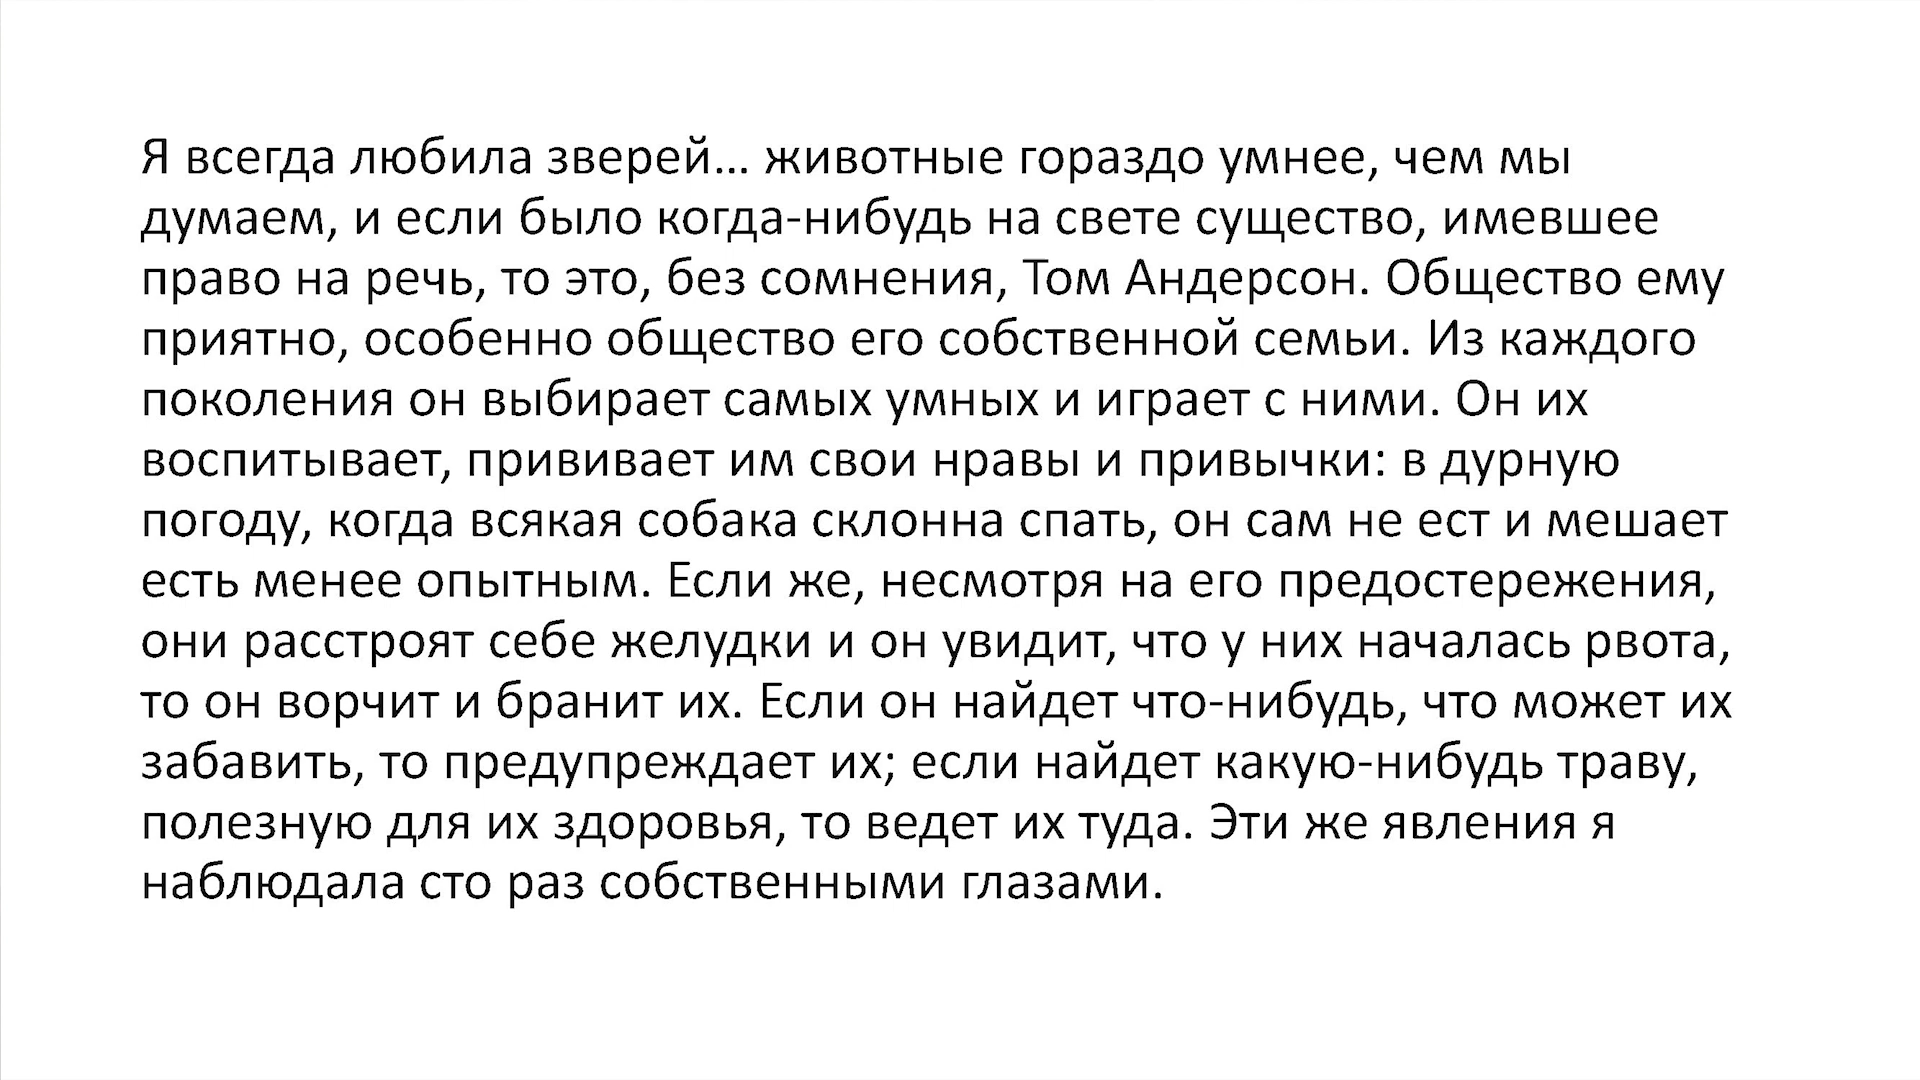 Я всегда любила зверей… животные гораздо умнее, чем мы
думаем, и если было когда-нибудь на свете существо, имевшее
право на речь, то это, без сомнения, Том Андерсон. Общество ему
приятно, особенно общество его собственной семьи. Из каждого
поколения он выбирает самых умных и играет с ними. Он их
воспитывает, прививает им свои нравы и привычки: в дурную
погоду, когда всякая собака склонна спать, он сам не ест и мешает
есть менее опытным. Если же, несмотря на его предостережения,
они расстроят себе желудки и он увидит, что у них началась рвота,
то он ворчит и бранит их. Если он найдет что-нибудь, что может их
забавить, то предупреждает их; если найдет какую-нибудь траву,
полезную для их здоровья, то ведет их туда. Эти же явления я
наблюдала сто раз собственными глазами.